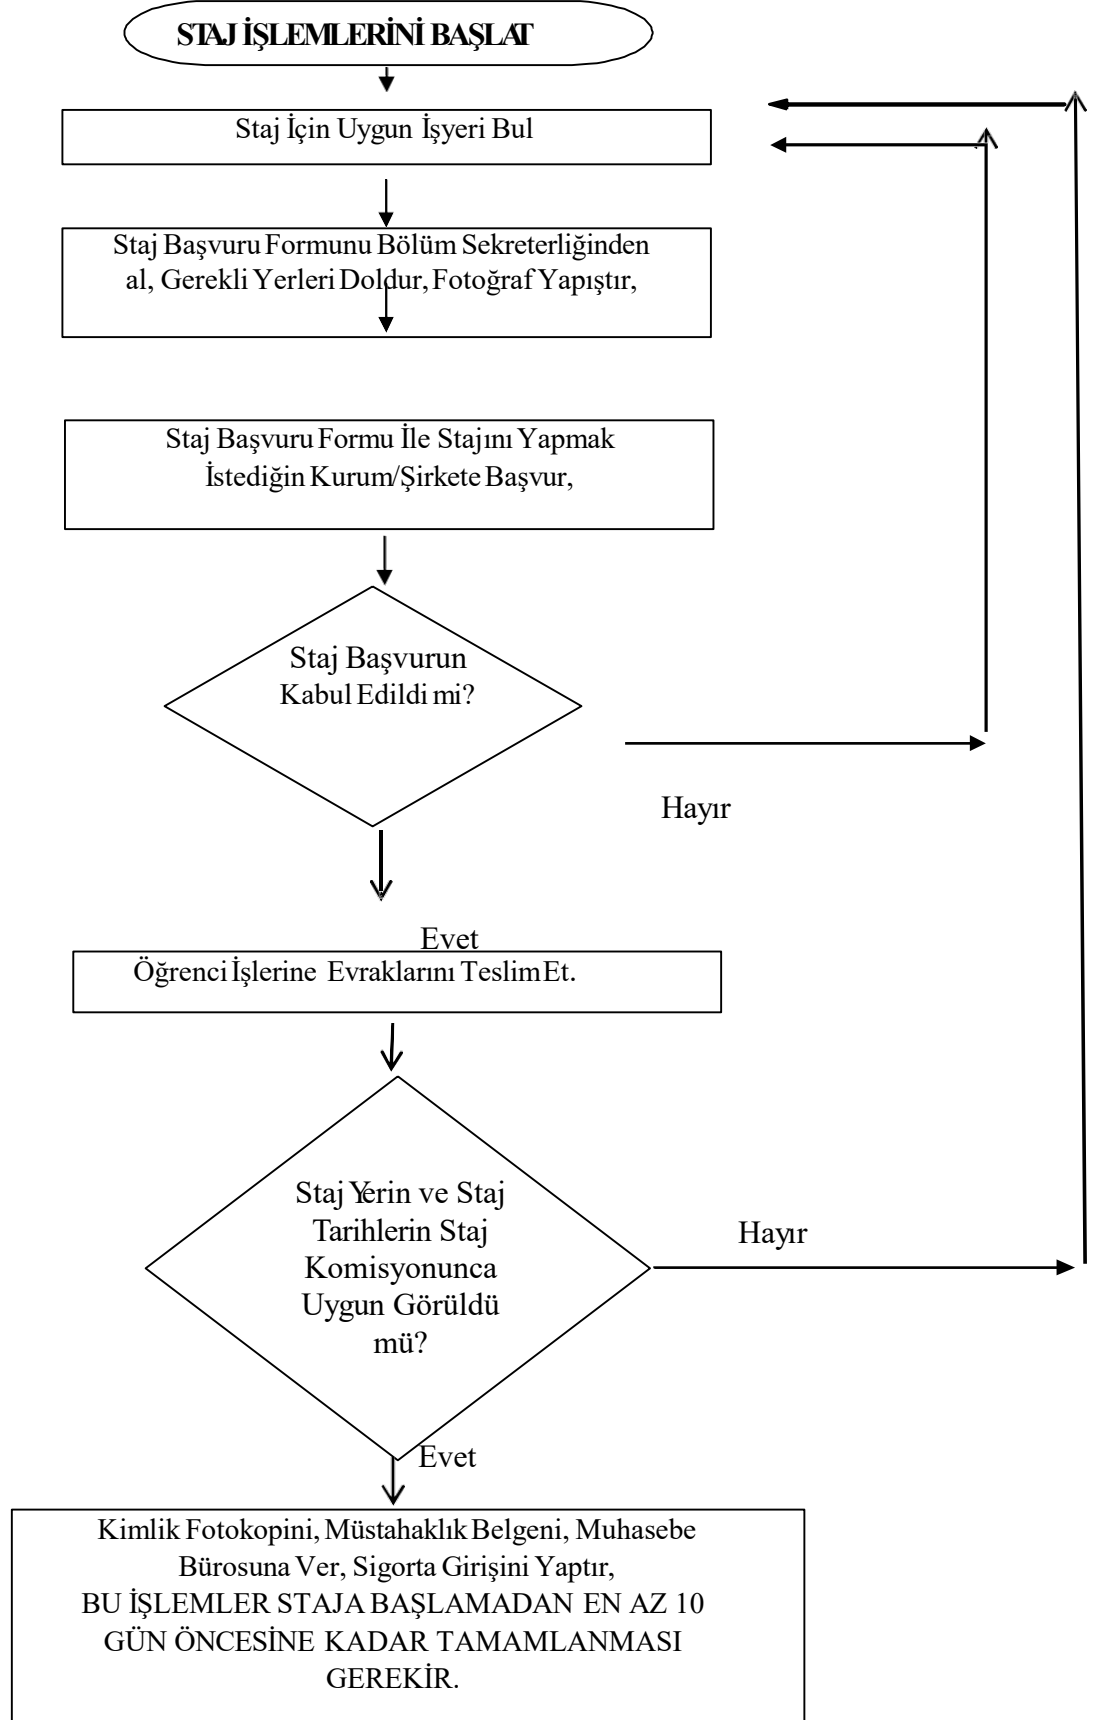 STAJ İŞLEMLERİNİ BAŞLAT
Staj İçin Uygun İşyeri Bul
Staj Başvuru Formunu Bölüm Sekreterliğinden
al, Gerekli Yerleri Doldur, Fotoğraf Yapıştır,
Staj Başvuru Formu İle Stajını Yapmak
İstediğin Kurum/Şirkete Başvur,
Staj Başvurun
Kabul Edildi mi?
Hayır
Evet
Öğrenci İşlerine Evraklarını Teslim Et.
Staj Yerin ve Staj
Tarihlerin Staj
Komisyonunca
Uygun Görüldü
mü?
Hayır
Evet
Kimlik Fotokopini, Müstahaklık Belgeni, Muhasebe
Bürosuna Ver, Sigorta Girişini Yaptır,
BU İŞLEMLER STAJA BAŞLAMADAN EN AZ 10
GÜN ÖNCESİNE KADAR TAMAMLANMASI
GEREKİR.